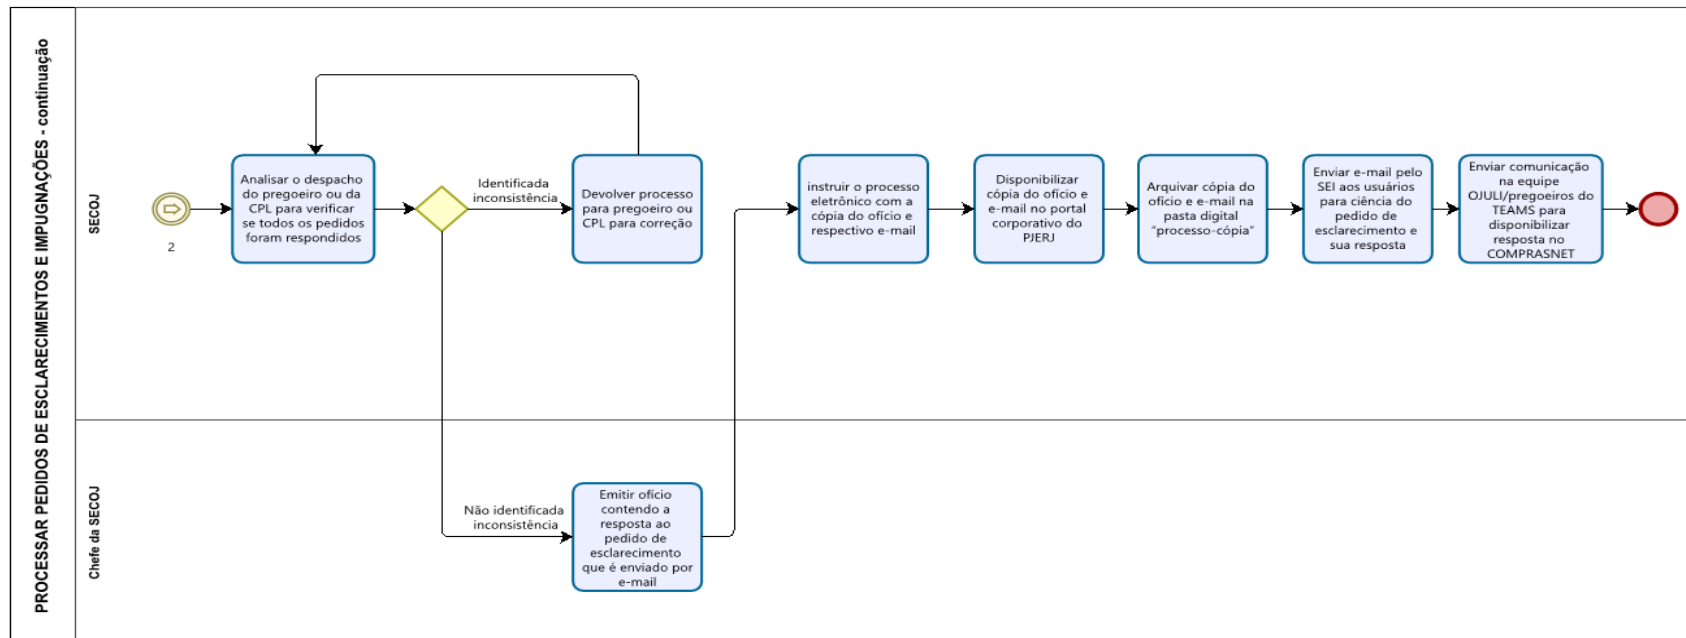 PROCESSAR PEDIDOS DE ESCLARECIMENTOS E IMPUGNAÇÕES - continuação
SECOJ
2
Analisar o despacho
do pregoeiro ou da
CPL para verificar
se todos os pedidos
foram respondidos
Identificada
inconsistência
Devolver processo
para pregoeiro ou
CPL para correção
instruir o processo
eletrônico com a
cópia do ofício e
respectivo e-mail
Disponibilizar
cópia do ofício e
e-mail no portal
corporativo do
PJERJ
Arquivar cópia do
ofício e e-mail na
pasta digital
“processo-cópia”
Enviar e-mail pelo
SEI aos usuários
para ciência do
pedido de
esclarecimento e
sua resposta
Enviar comunicação
na equipe
OJULI/pregoeiros do
TEAMS para
disponibilizar
resposta no
COMPRASNET
Chefe da SECOJ
Não identificada
inconsistência
Emitir ofício
contendo a
resposta ao
pedido de
esclarecimento
que é enviado por
e-mail